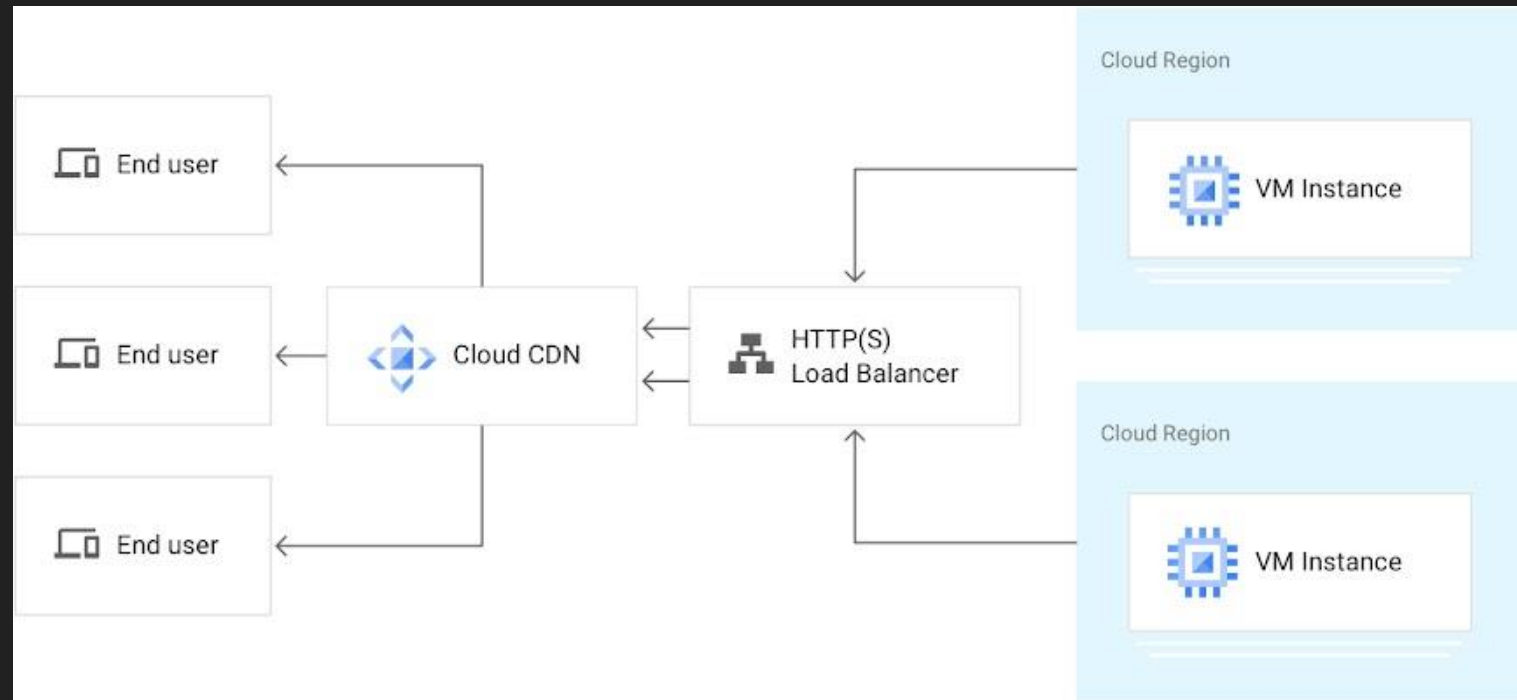 End user
End user
End user
Cloud CDN
HTTP(S)
Load Balancer
Cloud Region
VM Instance
Cloud Region
VM Instance